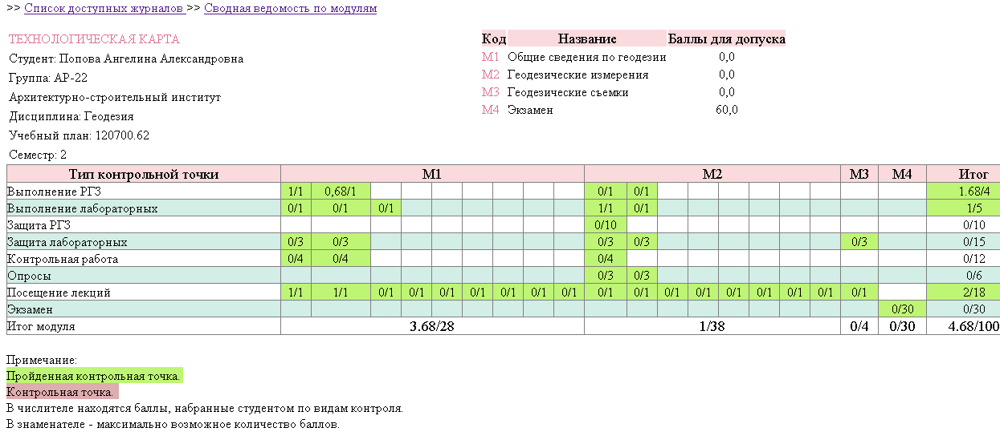 >> Список доступных журналов >> Сводная ведомость по модулям
ТЕХНОЛОГИЧЕСКАЯ КАРТА
Студент: Попова Ангелина Александровна
Группа: АР-22
Архитектурно-строительный институт
Дисциплина: Геодезия
Учебный план: 120700.62
Семестр: 2
Код Название Баллы для допуска
М1 Общие сведения по геодезии 0,0
М2 Геодезические измерения 0,0
М3 Геодезические съемки 0,0
М4 Экзамен 60,0
Тип контрольной точки М1 М2 М3 М4 Итог
Выполнение РГЗ 1/1 0,68/1 0/1 0/1 1.68/4
Выполнение лабораторных 0/1 0/1 0/1 1/1 0/1 1/5
Защита РГЗ 0/10 0/10
Защита лабораторных 0/3 0/3 0/3 0/3 0/3 0/15
Контрольная работа 0/4 0/4 0/4 0/12
Опросы 0/3 0/3 0/6
Посещение лекций 1/1 1/1 0/1 0/1 0/1 0/1 0/1 0/1 0/1 0/1 0/1 0/1 0/1 0/1 0/1 0/1 0/1 0/1 2/18
Экзамен 0/30 0/30
Итог модуля 3.68/28 1/38 0/4 0/30 4.68/100
Примечание:
Пройденная контрольная точка.
Контрольная точка.
В числителе находятся баллы, набранные студентом по видам контроля.
В знаменателе - максимально возможное количество баллов.